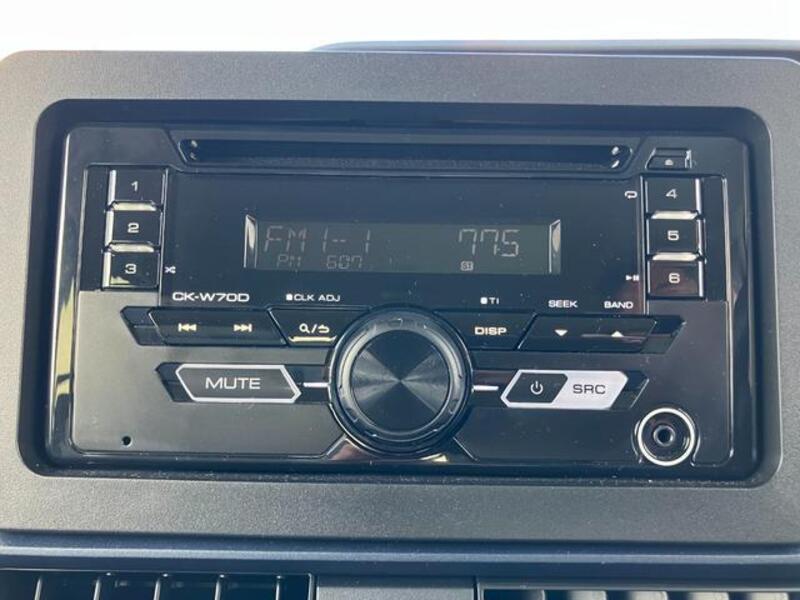 1
2
3
FM1-1 77.5
PM 6:07 ST
4
5
6
CK-W70D CLK ADJ TI SEEK BAND
DISP
MUTE
SRC